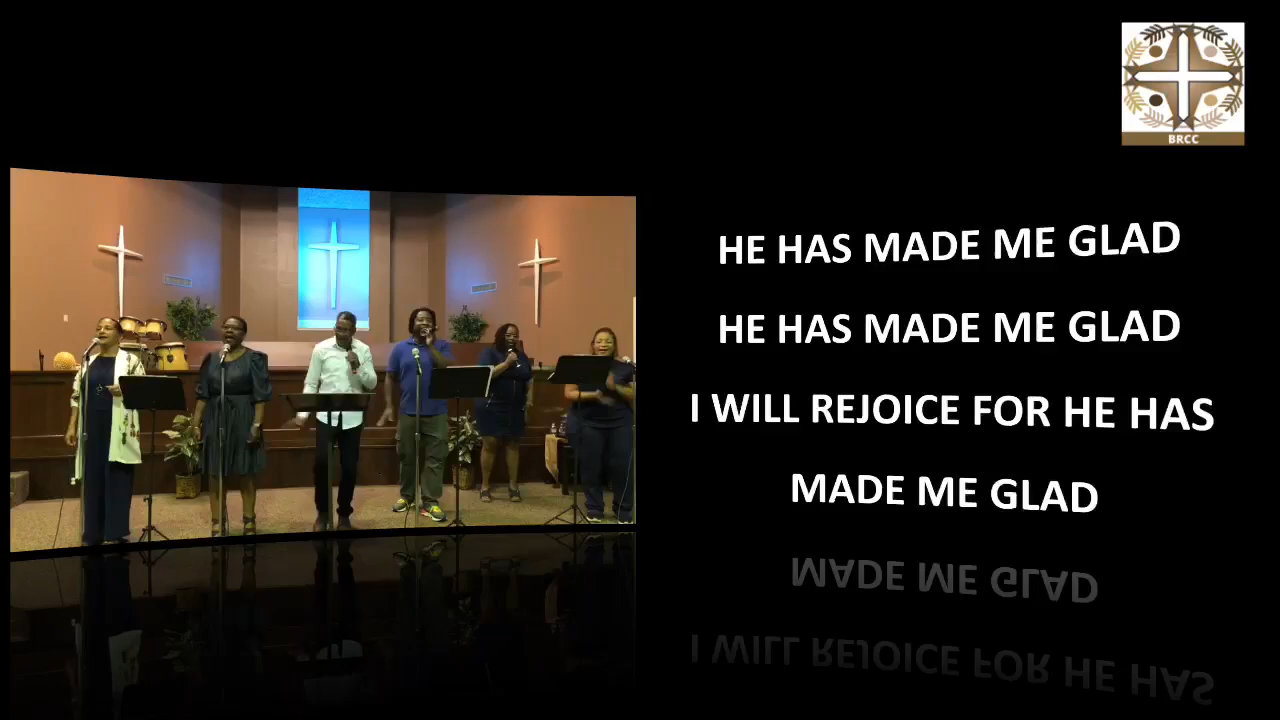 BRCC
HE HAS MADE ME GLAD
HE HAS MADE ME GLAD
I WILL REJOICE FOR HE HAS
MADE ME GLAD